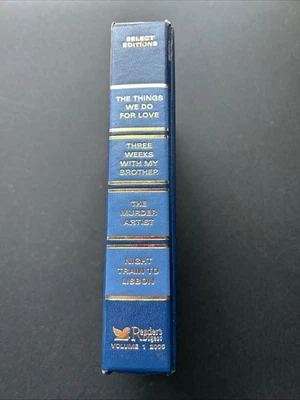 SELECT
EDITIONS
THE THINGS
WE DO
FOR LOVE
THREE
WEEKS
WITH MY
BROTHER
THE
MURDER
ARTIST
NIGHT
TRAIN TO
LISBON
Reader's
Digest
VOLUME 1 2005